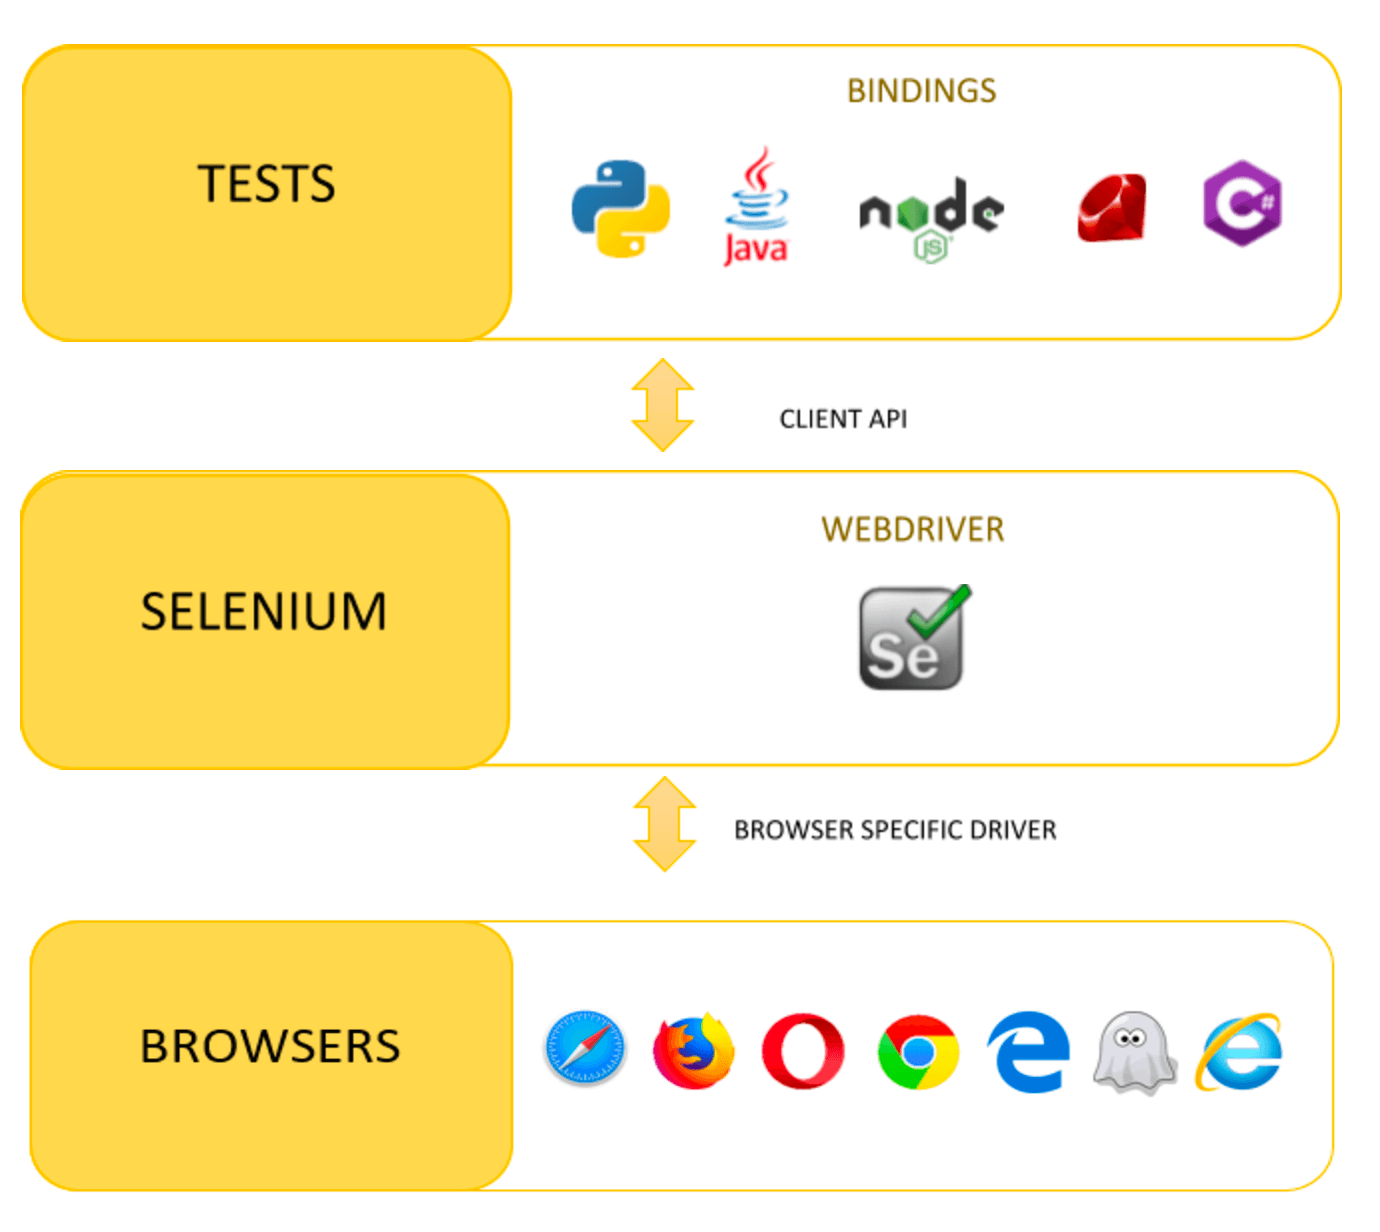 TESTS
BINDINGS
Java
node
JS
C#
CLIENT API
SELENIUM
WEBDRIVER
Se
BROWSER SPECIFIC DRIVER
BROWSERS